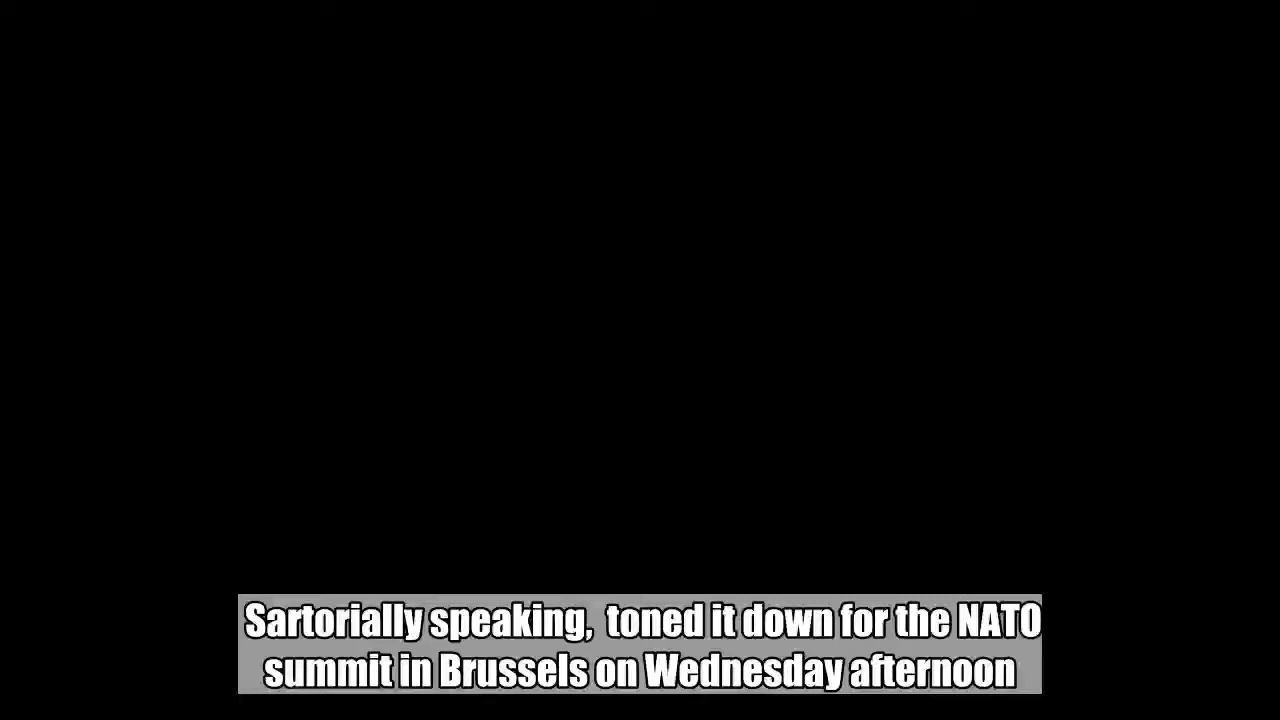 Sartorially speaking,  toned it down for the NATO
summit in Brussels on Wednesday afternoon